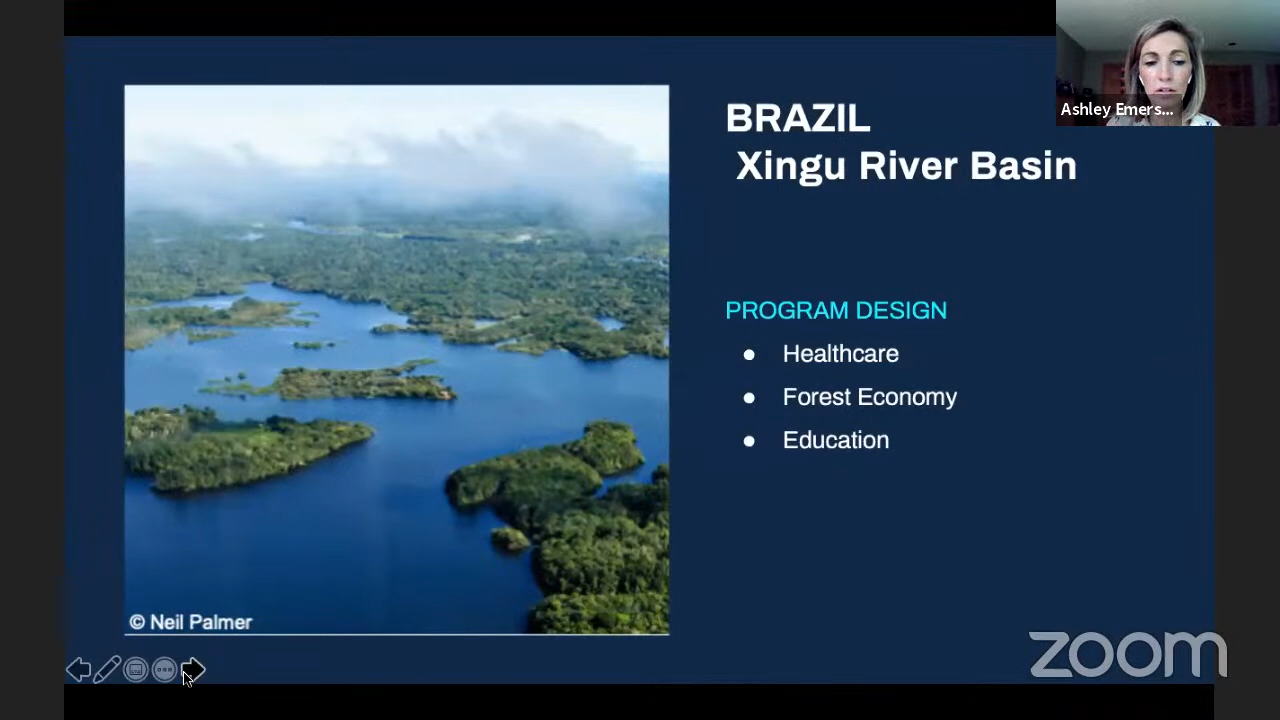 BRAZIL
Xingu River Basin
Ashley Emers...
PROGRAM DESIGN
● Healthcare
● Forest Economy
● Education
© Neil Palmer
zoom